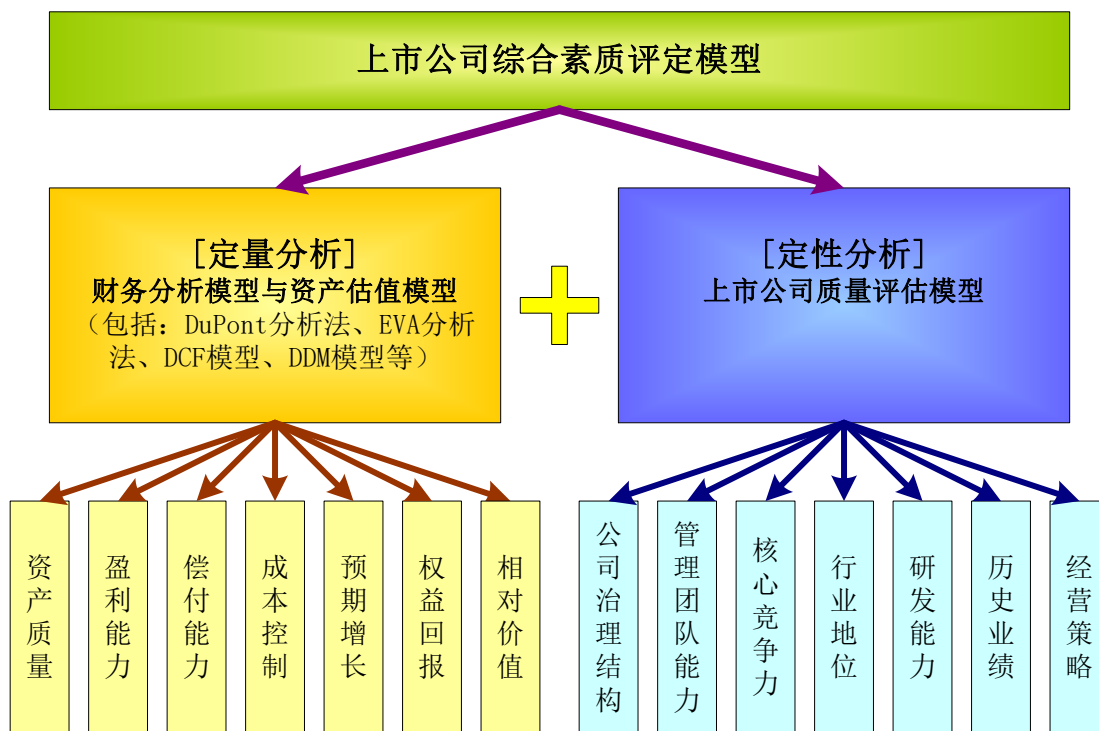 上市公司综合素质评定模型
[定量分析]
财务分析模型与资产估值模型
（包括：DuPont分析法、EVA分析
法、DCF模型、DDM模型等）
[定性分析]
上市公司质量评估模型
资产质量
盈利能力
偿付能力
成本控制
预期增长
权益回报
相对价值
公司治理结构
管理团队能力
核心竞争力
行业地位
研发能力
历史业绩
经营策略